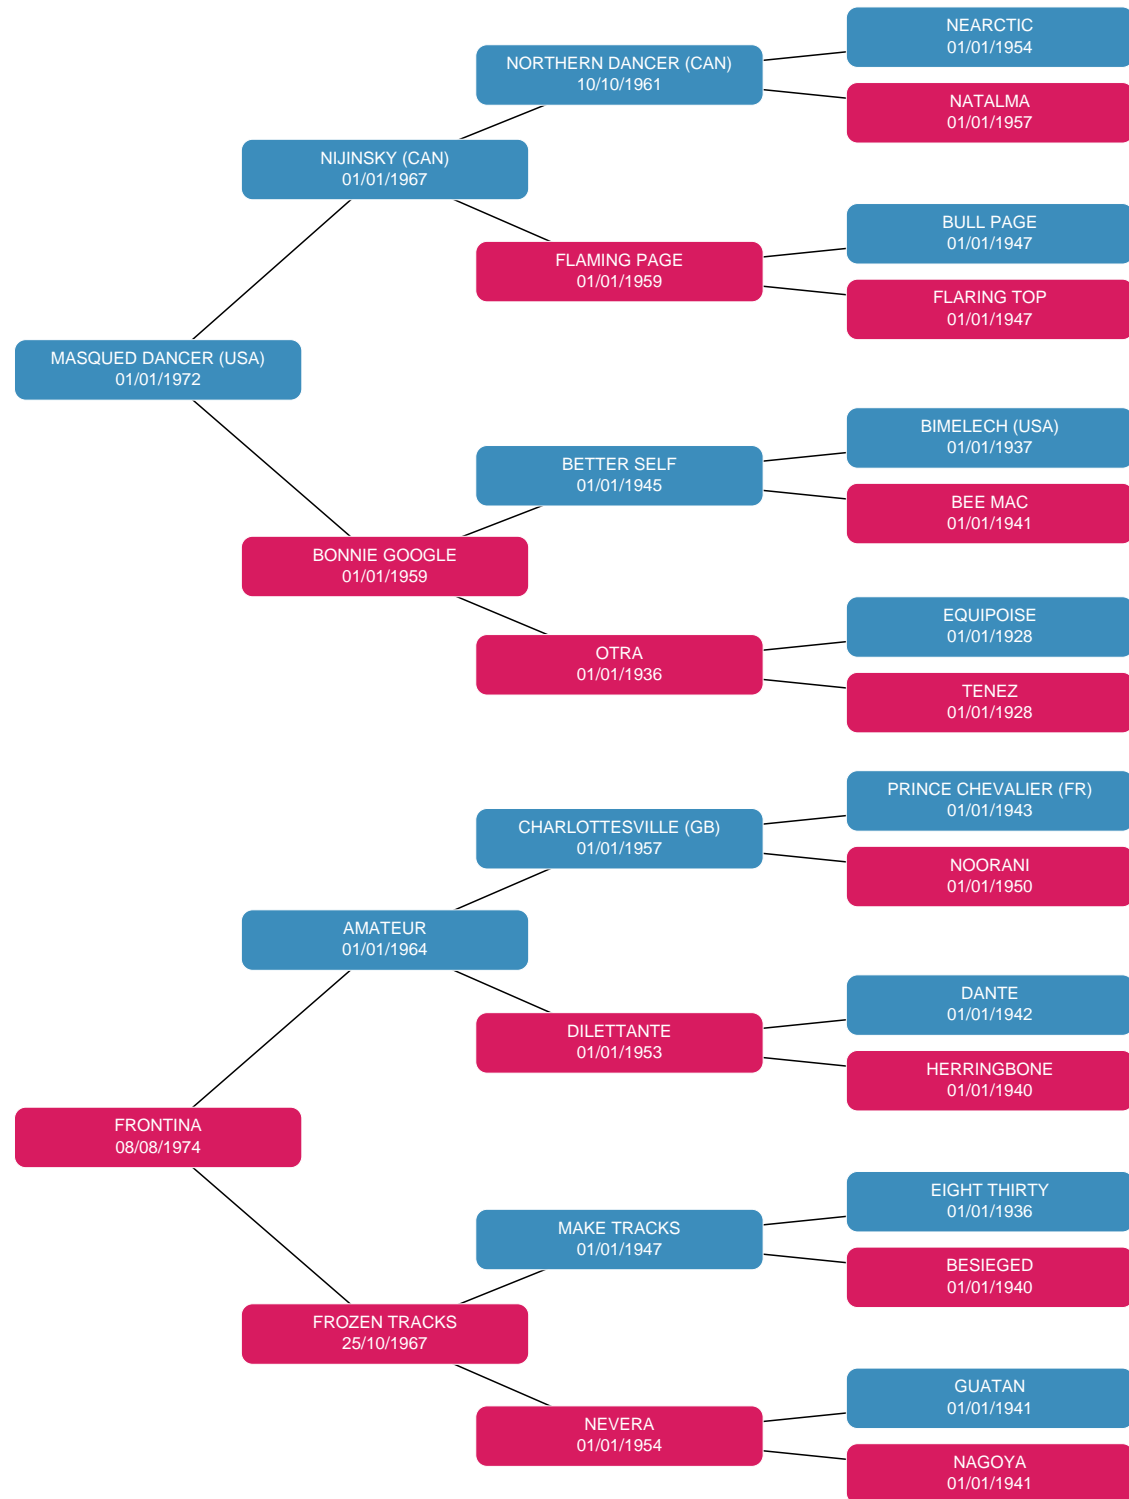 NEARCTIC
01/01/1954
NORTHERN DANCER (CAN)
10/10/1961
NATALMA
01/01/1957
NIJINSKY (CAN)
01/01/1967
BULL PAGE
01/01/1947
FLAMING PAGE
01/01/1959
FLARING TOP
01/01/1947
MASQUED DANCER (USA)
01/01/1972
BIMELECH (USA)
01/01/1937
BETTER SELF
01/01/1945
BEE MAC
01/01/1941
BONNIE GOOGLE
01/01/1959
EQUIPOISE
01/01/1928
OTRA
01/01/1936
TENEZ
01/01/1928
PRINCE CHEVALIER (FR)
01/01/1943
CHARLOTTESVILLE (GB)
01/01/1957
NOORANI
01/01/1950
AMATEUR
01/01/1964
DANTE
01/01/1942
DILETTANTE
01/01/1953
HERRINGBONE
01/01/1940
FRONTINA
08/08/1974
EIGHT THIRTY
01/01/1936
MAKE TRACKS
01/01/1947
BESIEGED
01/01/1940
FROZEN TRACKS
25/10/1967
GUATAN
01/01/1941
NEVERA
01/01/1954
NAGOYA
01/01/1941